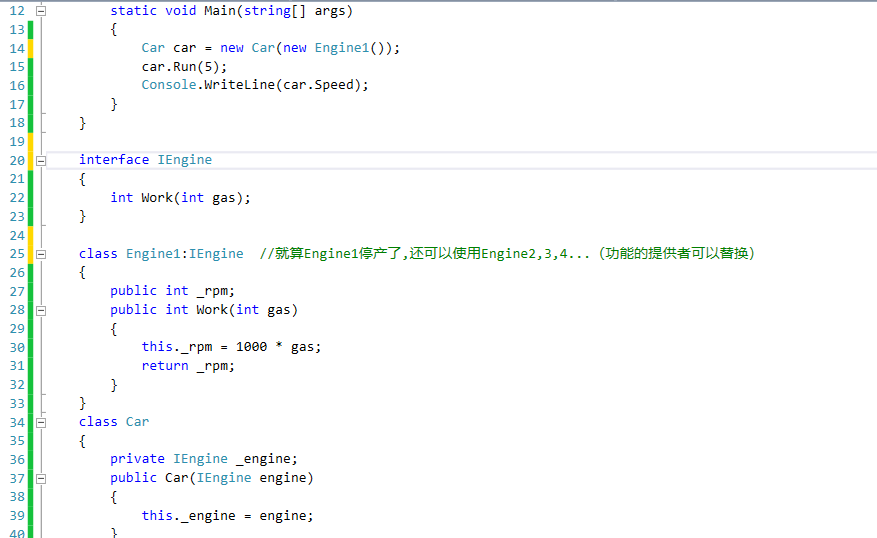 12 static void Main(string[] args)
13 {
14 Car car = new Car(new Engine1());
15 car.Run(5);
16 Console.WriteLine(car.Speed);
17 }
18 }
19
20 interface IEngine
21 {
22 int Work(int gas);
23 }
24
25 class Engine1:IEngine //就算Engine1停产了,还可以使用Engine2,3,4...（功能的提供者可以替换）
26 {
27 public int _rpm;
28 public int Work(int gas)
29 {
30 this._rpm = 1000 * gas;
31 return _rpm;
32 }
33 }
34 class Car
35 {
36 private IEngine _engine;
37 public Car(IEngine engine)
38 {
39 this._engine = engine;
40 }